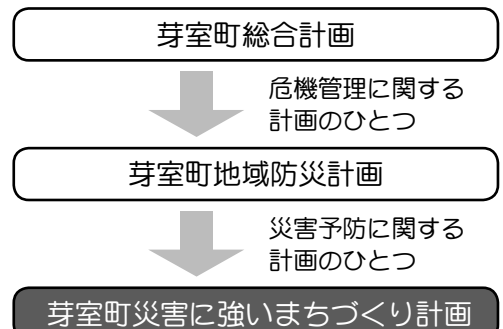 芽室町総合計画
危機管理に関する
計画のひとつ
芽室町地域防災計画
災害予防に関する
計画のひとつ
芽室町災害に強いまちづくり計画